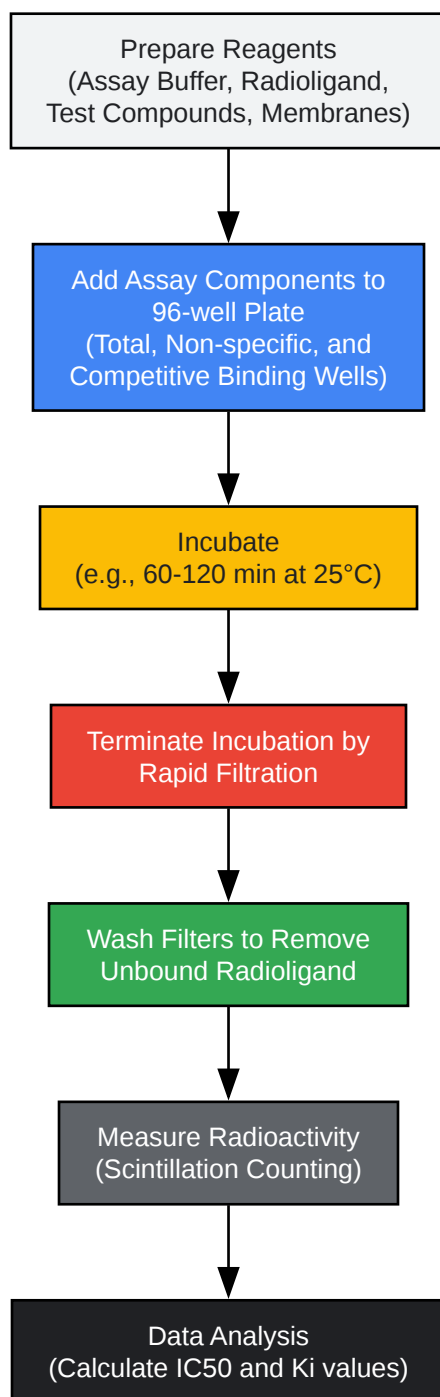 Prepare Reagents
(Assay Buffer, Radioligand,
Test Compounds, Membranes)
Add Assay Components to
96-well Plate
(Total, Non-specific, and
Competitive Binding Wells)
Incubate
(e.g., 60-120 min at 25°C)
Terminate Incubation by
Rapid Filtration
Wash Filters to Remove
Unbound Radioligand
Measure Radioactivity
(Scintillation Counting)
Data Analysis
(Calculate IC50 and Ki values)